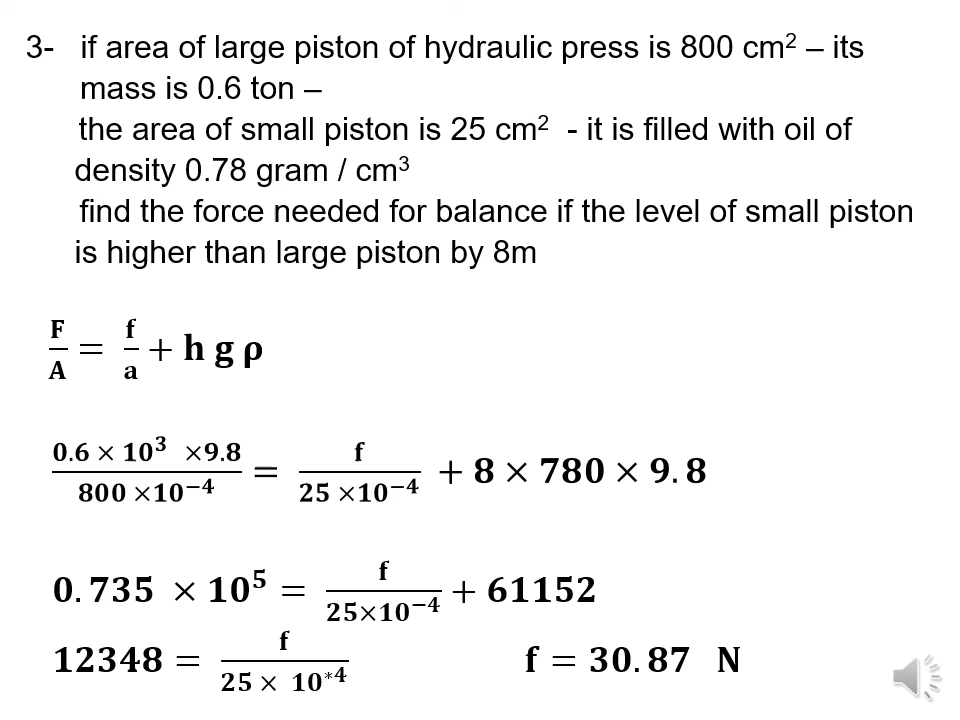 3- if area of large piston of hydraulic press is 800 cm² – its
mass is 0.6 ton –
the area of small piston is 25 cm² - it is filled with oil of
density 0.78 gram / cm³
find the force needed for balance if the level of small piston
is higher than large piston by 8m
F/A = f/a + h g ρ
(0.6 × 10³ ×9.8)/(800 ×10⁻⁴) = f/(25 ×10⁻⁴) + 8 × 780 × 9.8
0.735 × 10⁵ = f/(25×10⁻⁴) + 61152
12348 = f/(25 × 10*⁴) f = 30.87 N